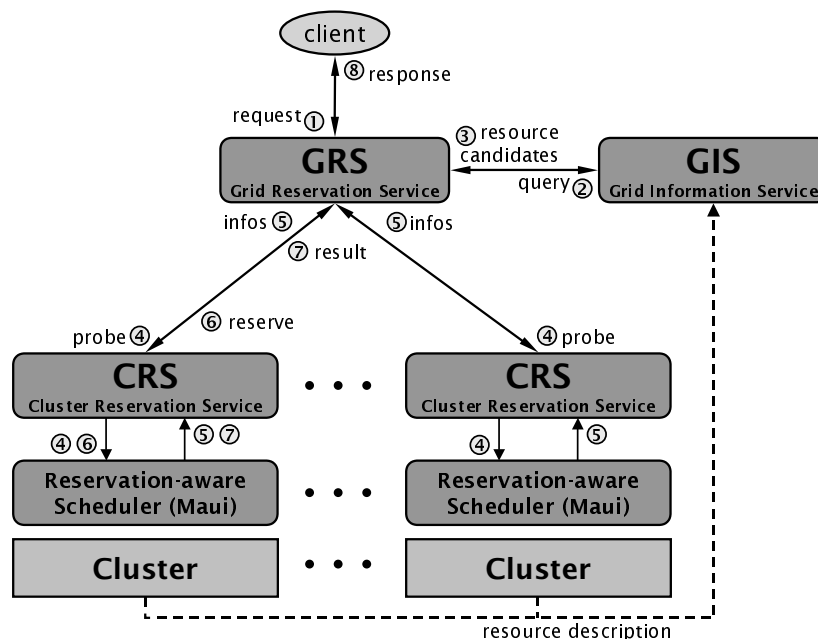 client
⑧ response
request ①
GRS
Grid Reservation Service
③ resource
candidates
query ②
GIS
Grid Information Service
infos ⑤
⑤ infos
⑦ result
⑥ reserve
probe ④
④ probe
CRS
Cluster Reservation Service
CRS
Cluster Reservation Service
④ ⑥
⑤ ⑦
④
⑤
Reservation-aware
Scheduler (Maui)
Reservation-aware
Scheduler (Maui)
Cluster
Cluster
resource description